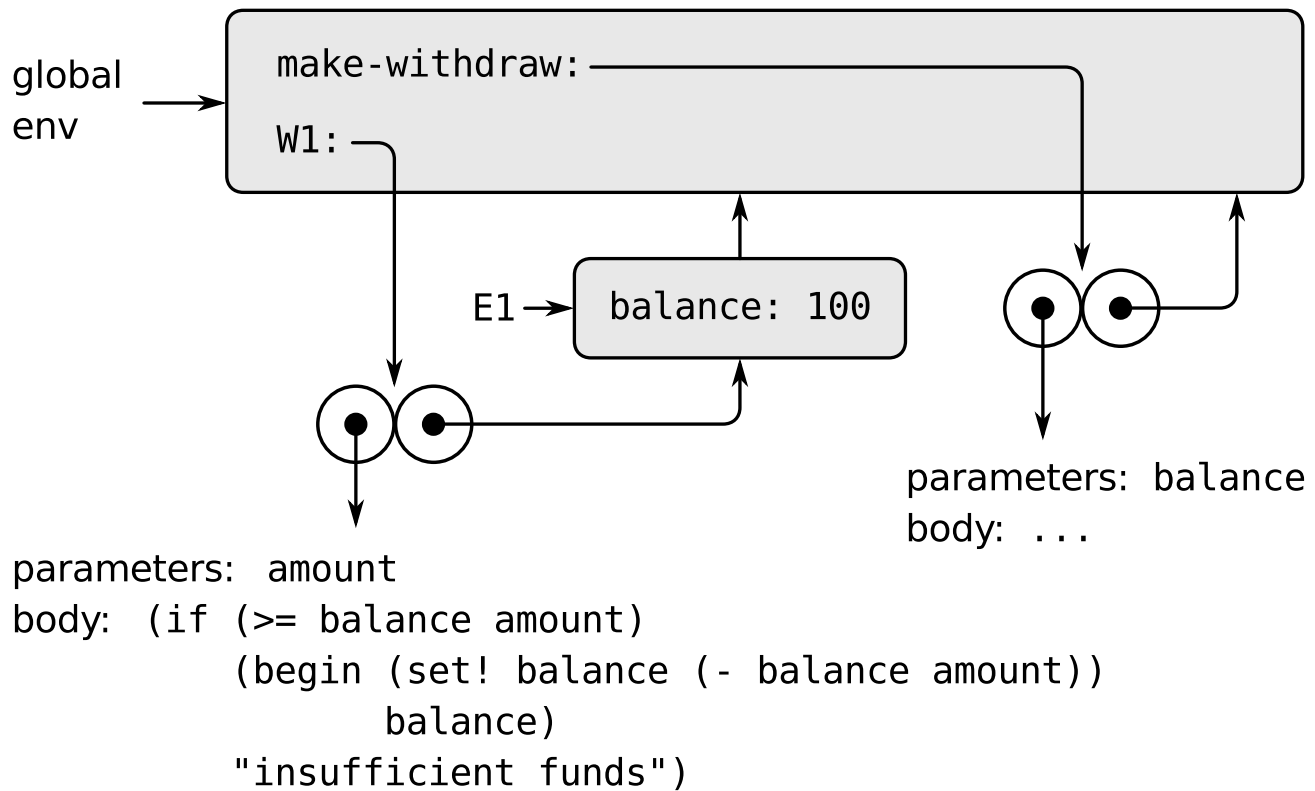 global
env
make-withdraw:
W1:
E1
balance: 100
parameters: balance
body: ...
parameters: amount
body: (if (>= balance amount)
(begin (set! balance (- balance amount))
balance)
"insufficient funds")